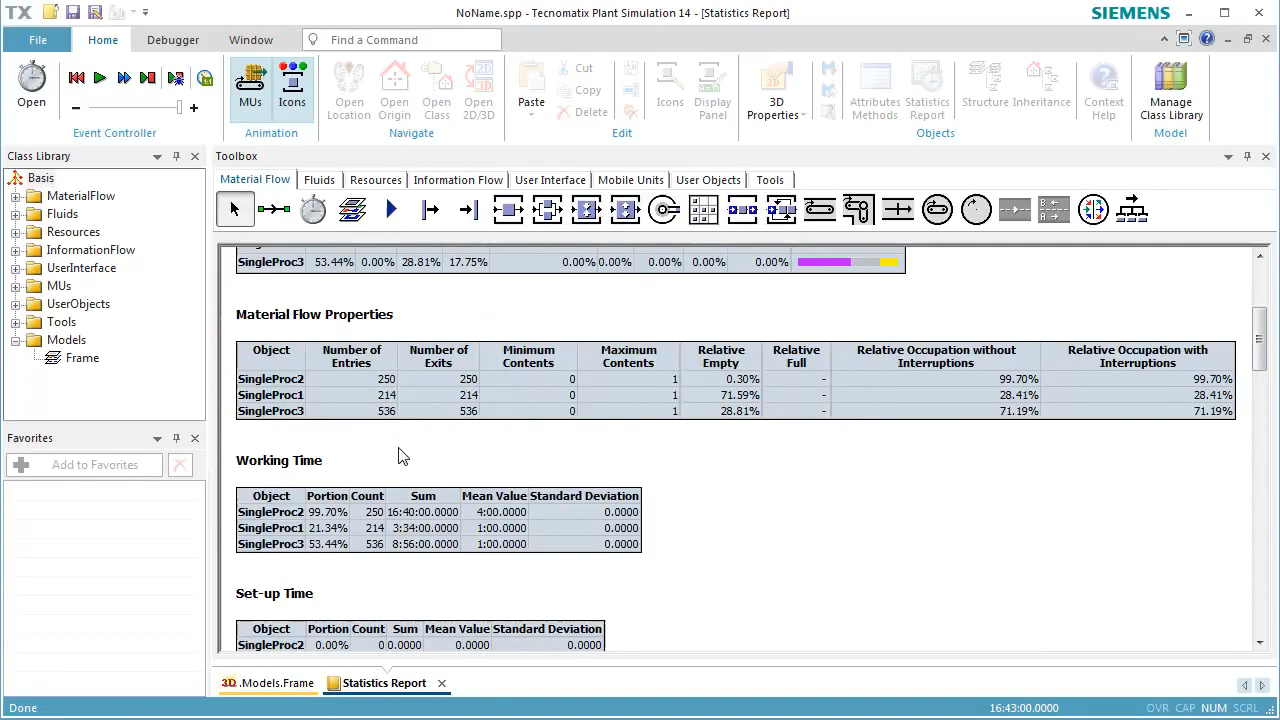 TX
NoName.spp - Tecnomatix Plant Simulation 14 - [Statistics Report]
SIEMENS
File Home Debugger Window Find a Command
Open
MUs Icons
Open Location
Open Origin
Open Class
Open 2D/3D
Paste
Cut
Copy
Delete
Icons
Display Panel
3D Properties
Attributes Methods
Statistics Report
Structure
Inheritance
Context Help
Manage Class Library
Event Controller Animation Navigate Edit Objects Model
Class Library
Toolbox
Basis
MaterialFlow
Fluids
Resources
InformationFlow
UserInterface
MUs
UserObjects
Tools
Models
Frame
Favorites
Add to Favorites
Material Flow Fluids Resources Information Flow User Interface Mobile Units User Objects Tools
SingleProc3 53.44% 0.00% 28.81% 17.75% 0.00% 0.00% 0.00% 0.00% 0.00%
Material Flow Properties
Object Number of Entries Number of Exits Minimum Contents Maximum Contents Relative Empty Relative Full Relative Occupation without Interruptions Relative Occupation with Interruptions
SingleProc2 250 250 0 1 0.30% - 99.70% 99.70%
SingleProc1 214 214 0 1 71.59% - 28.41% 28.41%
SingleProc3 536 536 0 1 28.81% - 71.19% 71.19%
Working Time
Object Portion Count Sum Mean Value Standard Deviation
SingleProc2 99.70% 250 16:40:00.0000 4:00.0000 0.0000
SingleProc1 21.34% 214 3:34:00.0000 1:00.0000 0.0000
SingleProc3 53.44% 536 8:56:00.0000 1:00.0000 0.0000
Set-up Time
Object Portion Count Sum Mean Value Standard Deviation
SingleProc2 0.00% 0 0.0000 0.0000 0.0000
3D .Models.Frame Statistics Report
Done 16:43:00.0000 OVR CAP NUM SCRL